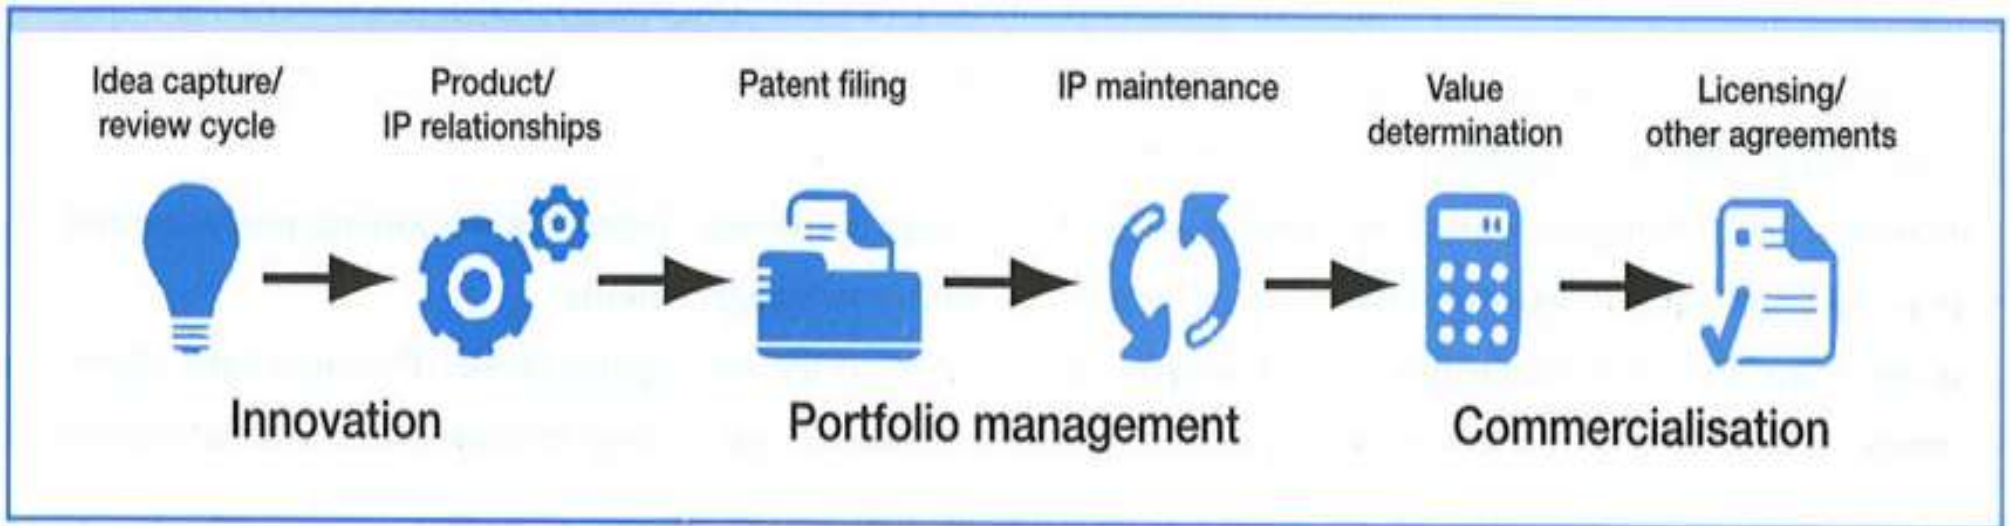 Idea capture/
review cycle
Product/
IP relationships
Patent filing
IP maintenance
Value
determination
Licensing/
other agreements
Innovation
Portfolio management
Commercialisation